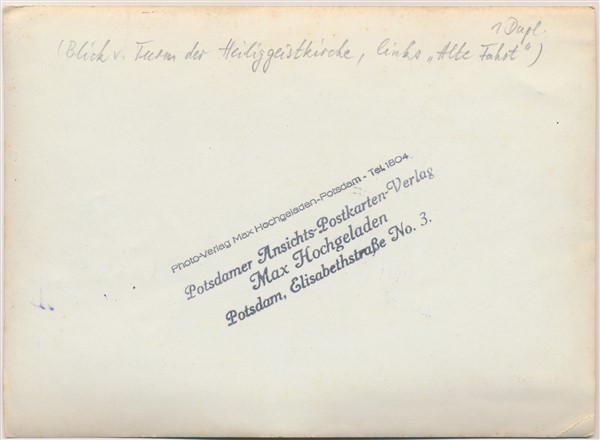 1 Dupl.
(Blick v. Turm der Heiliggeistkirche, links „Alte Fahrt")
Photo-Verlag Max Hochgeladen-Potsdam - Tel. 1804.
Potsdamer Ansichts-Postkarten-Verlag
Max Hochgeladen
Potsdam, Elisabethstraße No. 3.